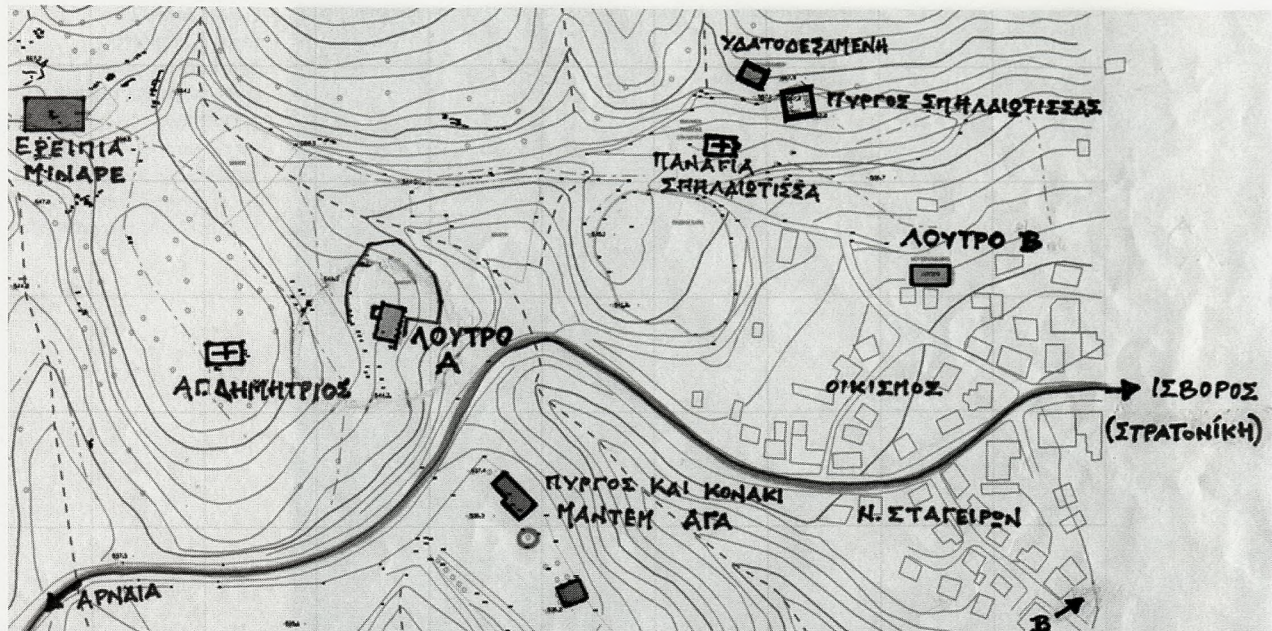 ΥΔΑΤΟΔΕΞΑΜΕΝΗ
ΠΥΡΓΟΣ ΣΠΗΛΑΙΩΤΙΣΣΑΣ
ΕΡΕΙΠΙΑ
ΜΙΝΑΡΕ
ΠΑΝΑΓΙΑ
ΣΠΗΛΑΙΩΤΙΣΣΑ
ΛΟΥΤΡΟ Β
ΛΟΥΤΡΟ
Α
ΑΓ. ΔΗΜΗΤΡΙΟΣ
ΟΙΚΙΣΜΟΣ
ΙΣΒΟΡΟΣ
(ΣΤΡΑΤΟΝΙΚΗ)
ΠΥΡΓΟΣ ΚΑΙ ΚΟΝΑΚΙ
ΜΑΝΤΕΜ ΑΓΑ
Ν. ΣΤΑΓΕΙΡΩΝ
ΑΡΝΑΙΑ
Β